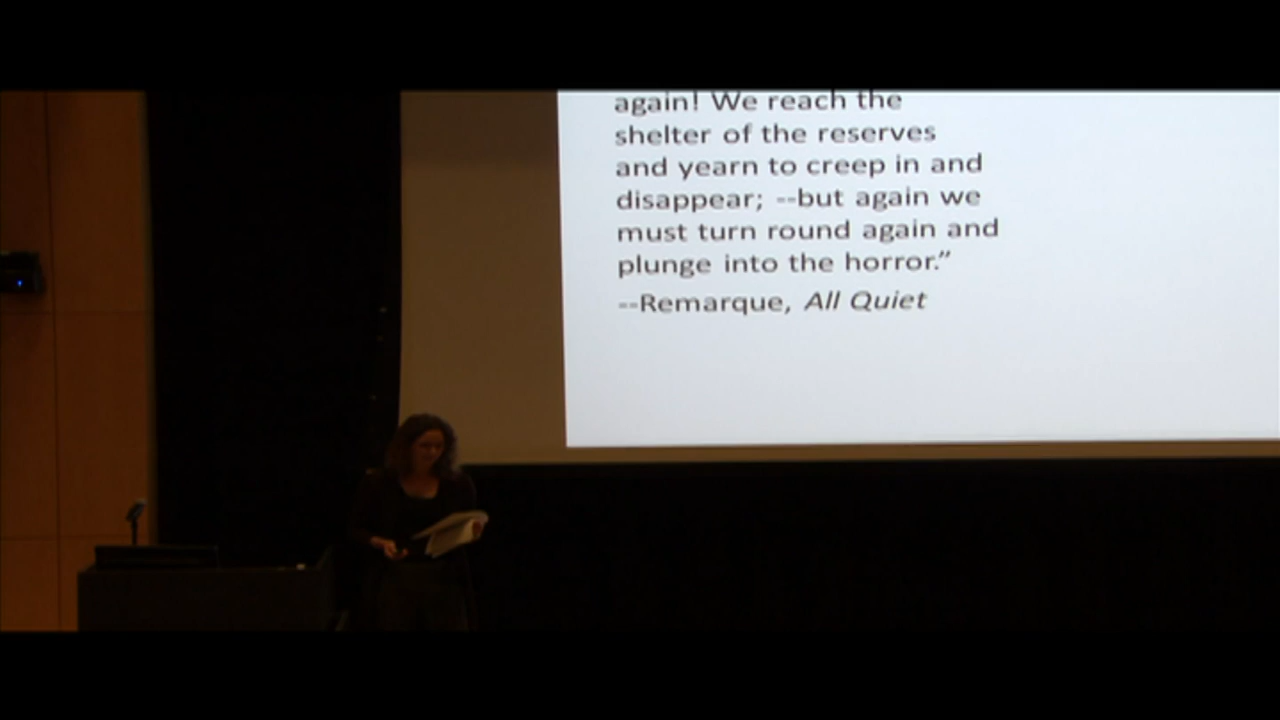 again! We reach the
shelter of the reserves
and yearn to creep in and
disappear; --but again we
must turn round again and
plunge into the horror.”
--Remarque, All Quiet